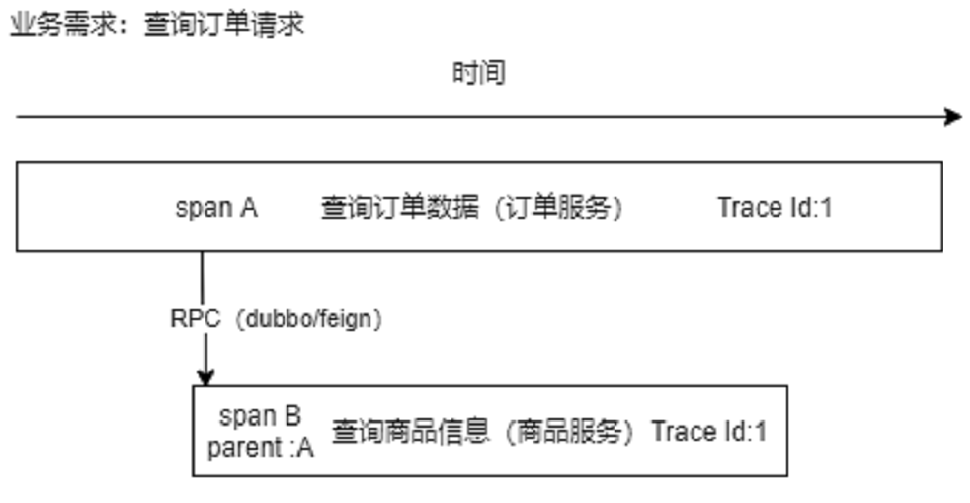 业务需求：查询订单请求
时间
span A 查询订单数据（订单服务） Trace Id:1
RPC（dubbo/feign）
span B
parent :A 查询商品信息（商品服务） Trace Id:1